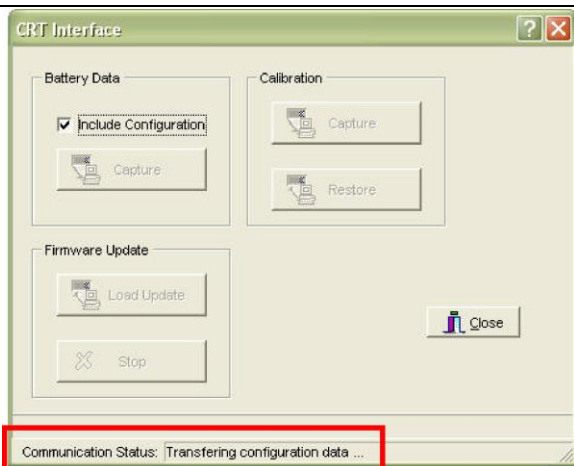 CRT Interface
Battery Data
Include Configuration
Capture
Calibration
Capture
Restore
Firmware Update
Load Update
Stop
Close
Communication Status: Transfering configuration data ...